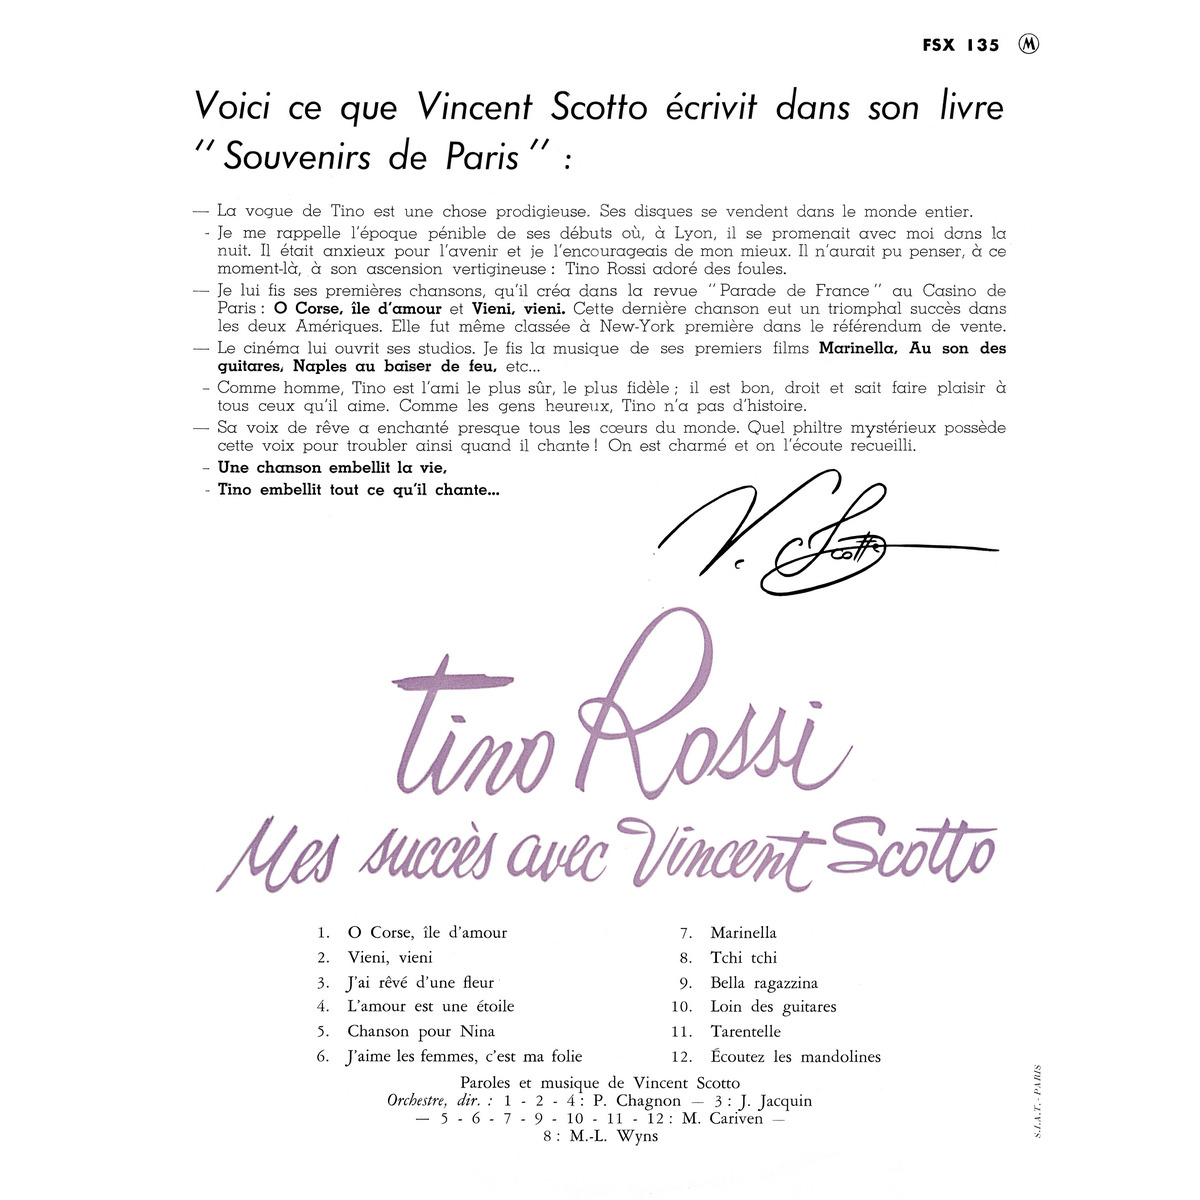 FSX 135 Ⓜ
Voici ce que Vincent Scotto écrivit dans son livre
" Souvenirs de Paris " :
— La vogue de Tino est une chose prodigieuse. Ses disques se vendent dans le monde entier.
- Je me rappelle l'époque pénible de ses débuts où, à Lyon, il se promenait avec moi dans la
nuit. Il était anxieux pour l'avenir et je l'encourageais de mon mieux. Il n'aurait pu penser, à ce
moment-là, à son ascension vertigineuse : Tino Rossi adoré des foules.
— Je lui fis ses premières chansons, qu'il créa dans la revue " Parade de France " au Casino de
Paris : O Corse, île d'amour et Vieni, vieni. Cette dernière chanson eut un triomphal succès dans
les deux Amériques. Elle fut même classée à New-York première dans le référendum de vente.
— Le cinéma lui ouvrit ses studios. Je fis la musique de ses premiers films Marinella, Au son des
guitares, Naples au baiser de feu, etc...
- Comme homme, Tino est l'ami le plus sûr, le plus fidèle ; il est bon, droit et sait faire plaisir à
tous ceux qu'il aime. Comme les gens heureux, Tino n'a pas d'histoire.
— Sa voix de rêve a enchanté presque tous les cœurs du monde. Quel philtre mystérieux possède
cette voix pour troubler ainsi quand il chante ! On est charmé et on l'écoute recueilli.
- Une chanson embellit la vie,
- Tino embellit tout ce qu'il chante...
V. Scotto
Tino Rossi
Mes succès avec Vincent Scotto
1. O Corse, île d'amour
2. Vieni, vieni
3. J'ai rêvé d'une fleur
4. L'amour est une étoile
5. Chanson pour Nina
6. J'aime les femmes, c'est ma folie
7. Marinella
8. Tchi tchi
9. Bella ragazzina
10. Loin des guitares
11. Tarentelle
12. Écoutez les mandolines
Paroles et musique de Vincent Scotto
Orchestre, dir. : 1 - 2 - 4 : P. Chagnon — 3 : J. Jacquin
— 5 - 6 - 7 - 9 - 10 - 11 - 12 : M. Cariven —
8 : M.-L. Wyns
S.I.A.T. - PARIS